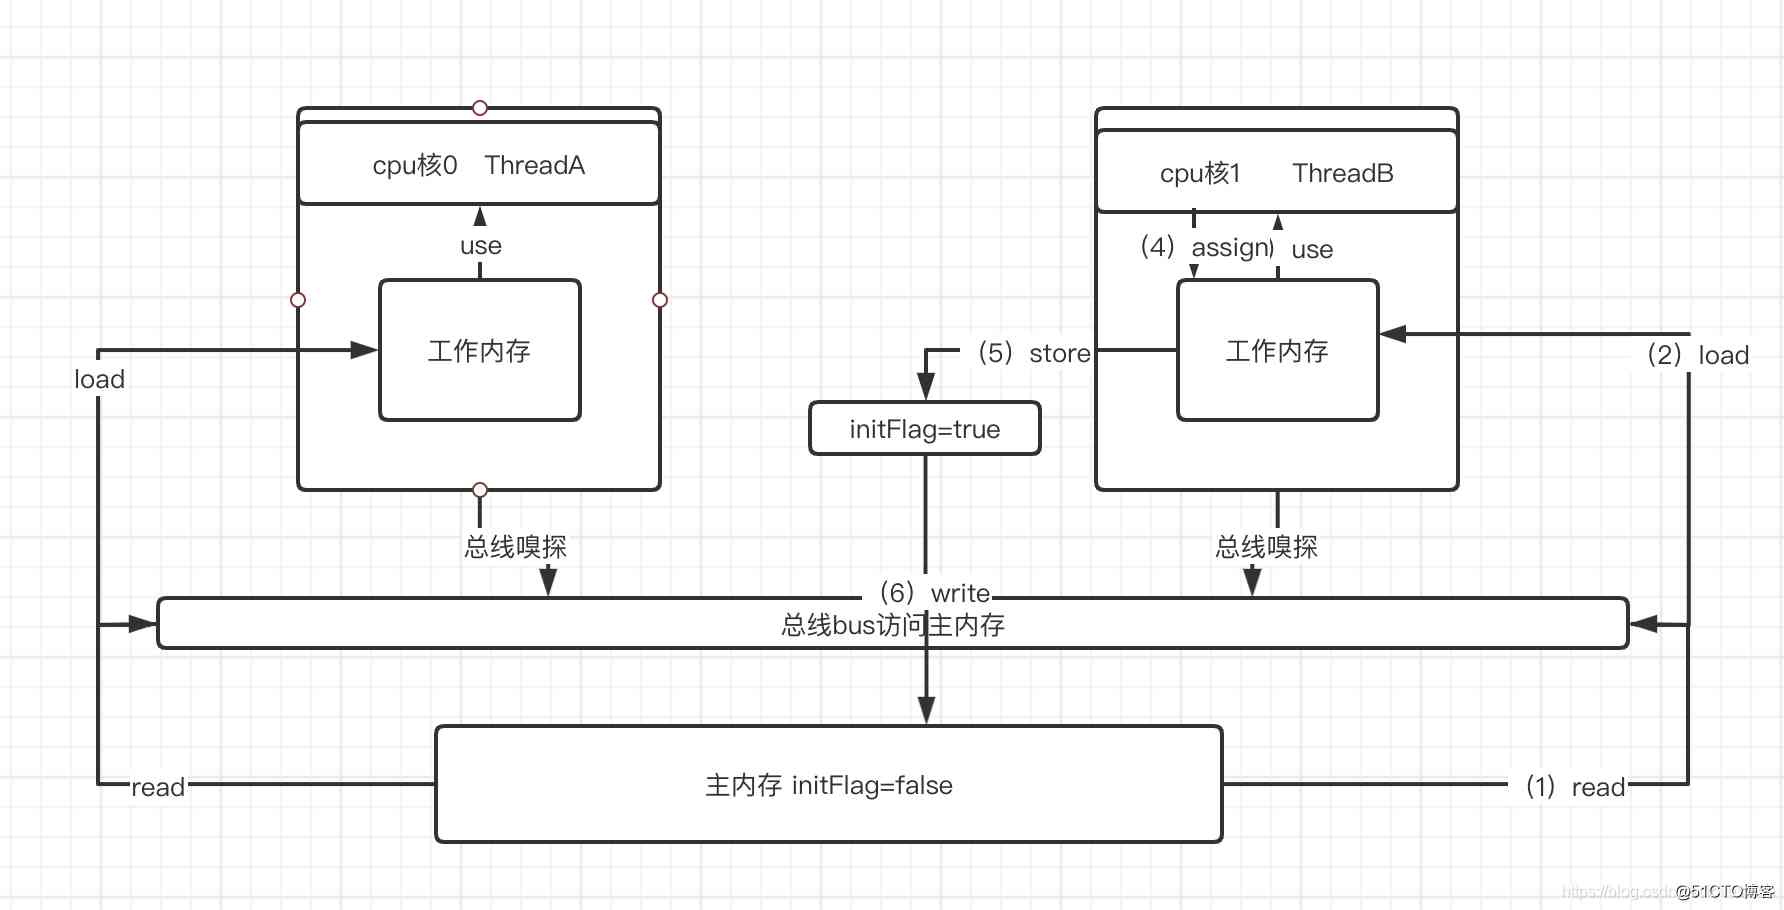 cpu核0 ThreadA
cpu核1 ThreadB
use
（4）assign
） use
工作内存
工作内存
load
（5）store
（2）load
initFlag=true
总线嗅探
总线嗅探
（6）write
总线bus访问主内存
主内存 initFlag=false
read
（1）read
https://blog.csdn
@51CTO博客